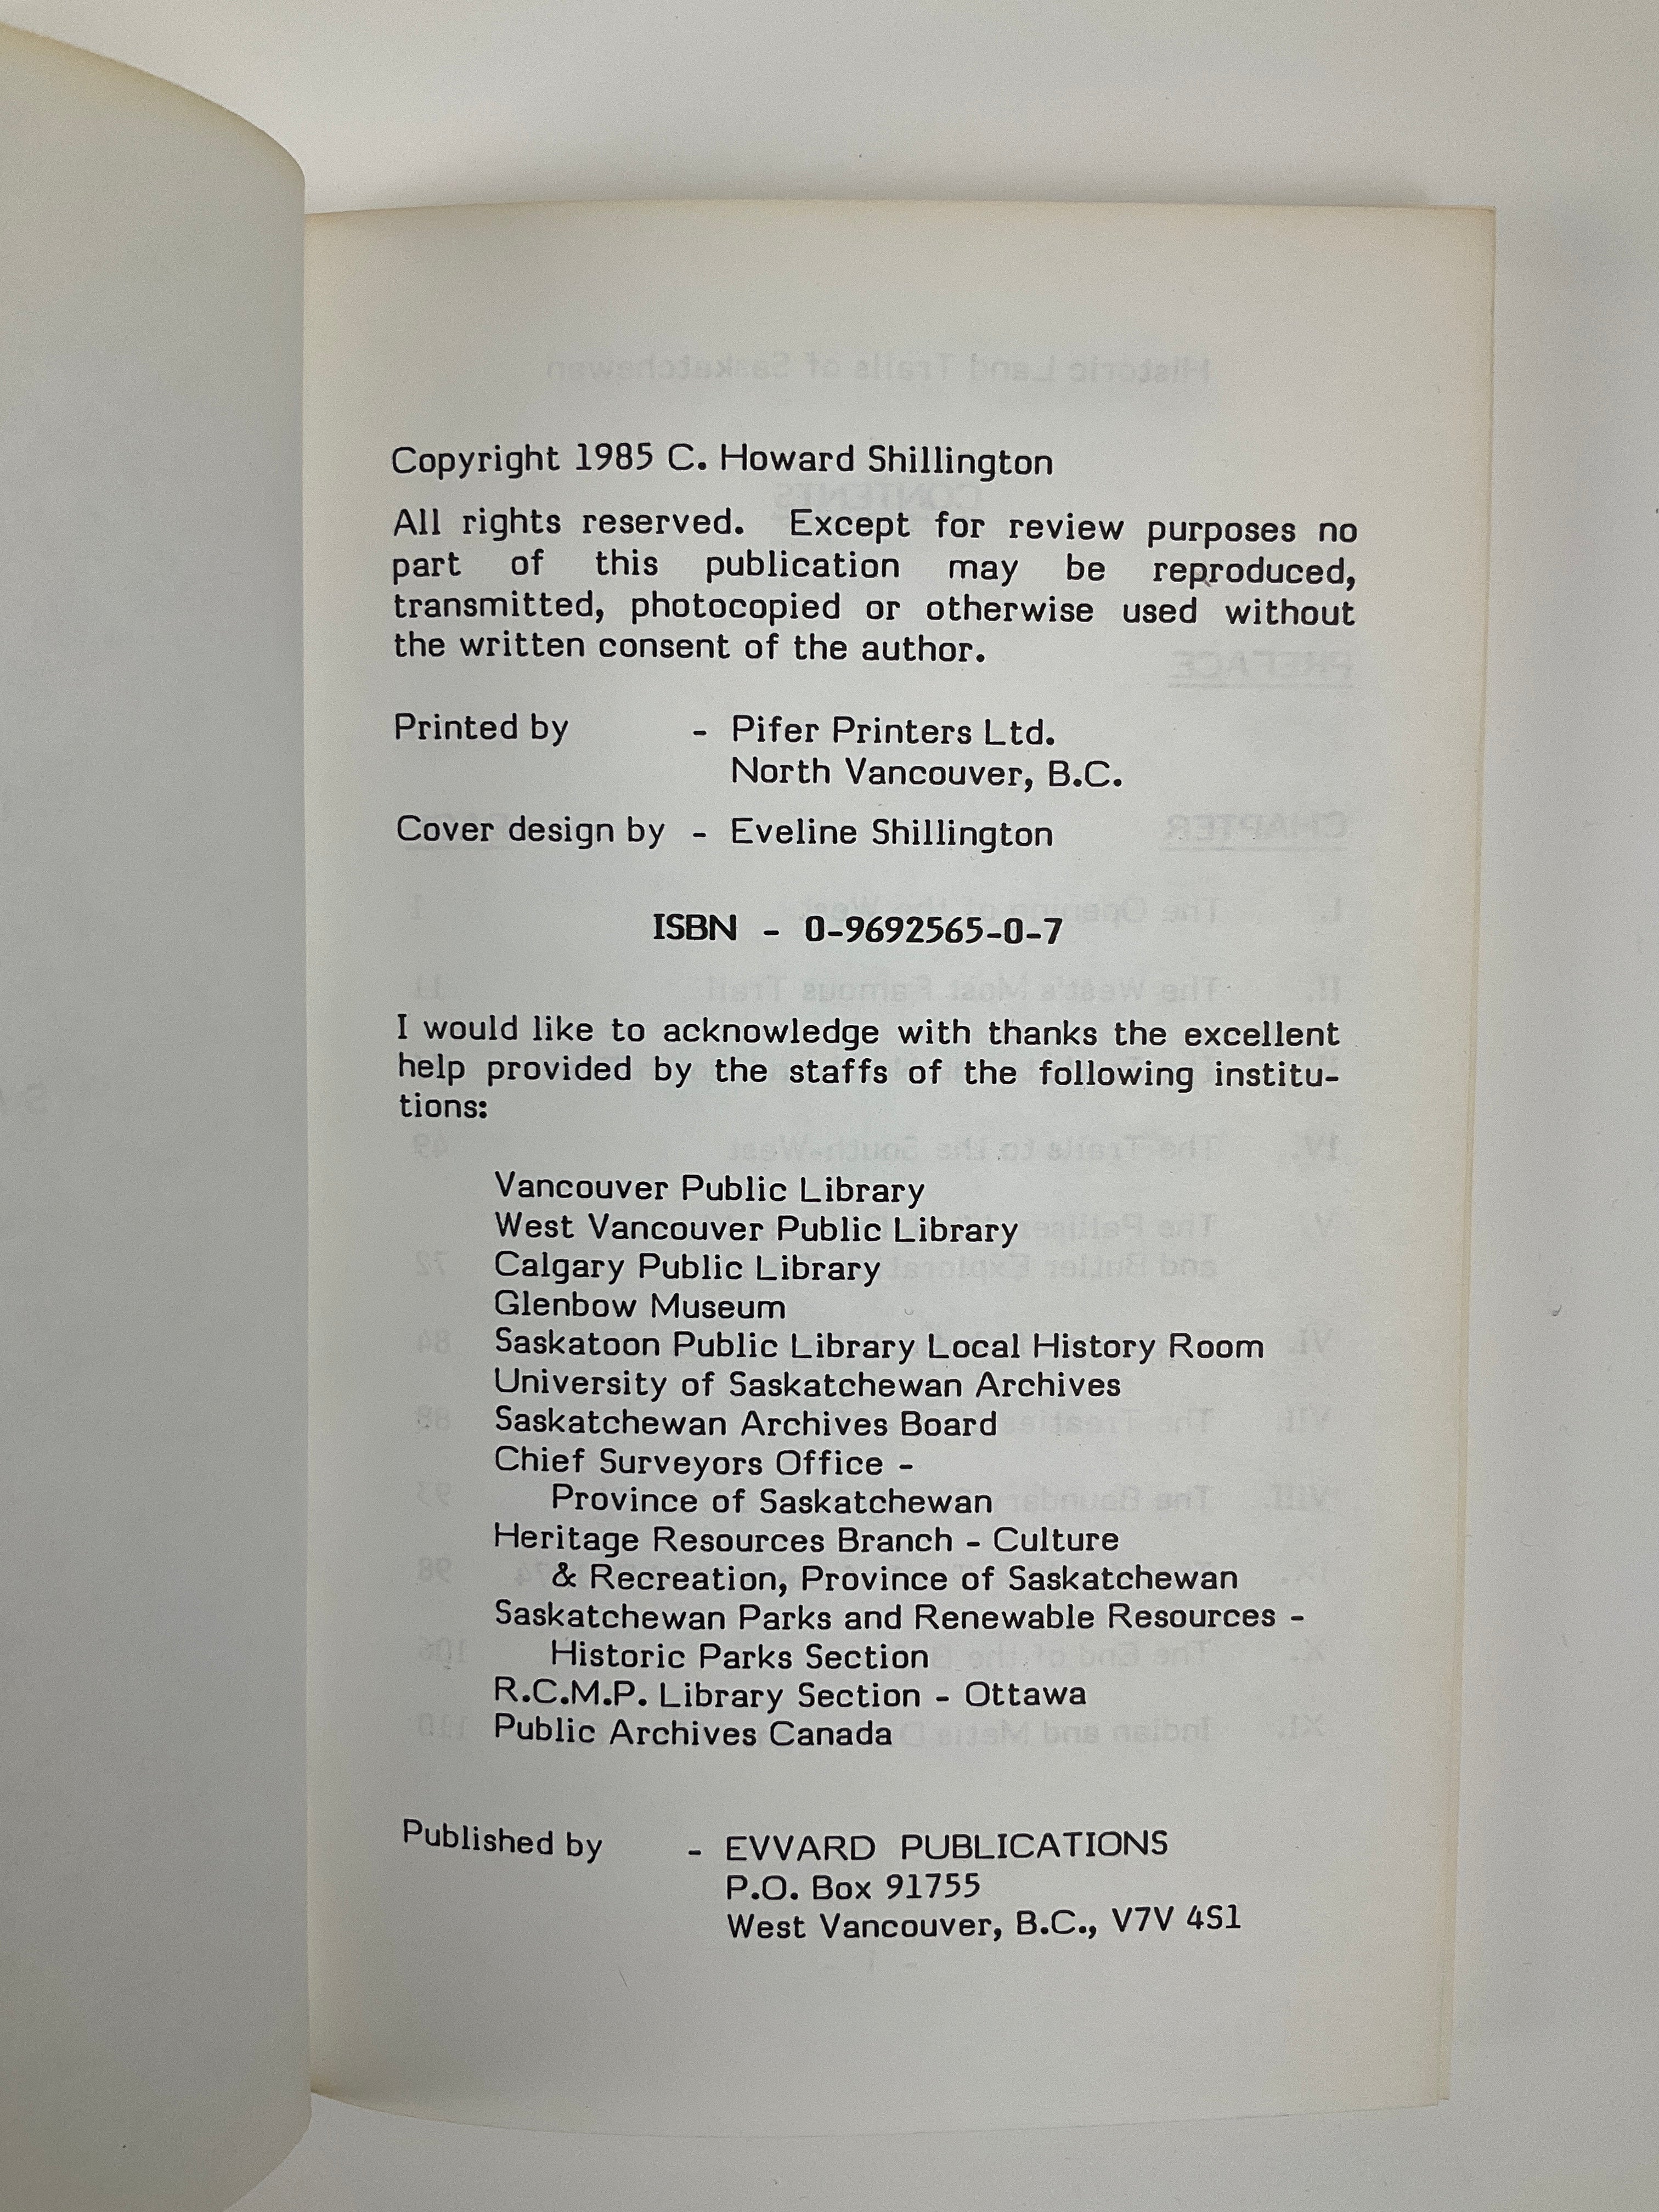 Copyright 1985 C. Howard Shillington
All rights reserved. Except for review purposes no
part of this publication may be reproduced,
transmitted, photocopied or otherwise used without
the written consent of the author.
Printed by - Pifer Printers Ltd.
North Vancouver, B.C.
Cover design by - Eveline Shillington
ISBN - 0-9692565-0-7
I would like to acknowledge with thanks the excellent
help provided by the staffs of the following institu-
tions:
Vancouver Public Library
West Vancouver Public Library
Calgary Public Library
Glenbow Museum
Saskatoon Public Library Local History Room
University of Saskatchewan Archives
Saskatchewan Archives Board
Chief Surveyors Office -
Province of Saskatchewan
Heritage Resources Branch - Culture
& Recreation, Province of Saskatchewan
Saskatchewan Parks and Renewable Resources -
Historic Parks Section
R.C.M.P. Library Section - Ottawa
Public Archives Canada
Published by - EVVARD PUBLICATIONS
P.O. Box 91755
West Vancouver, B.C., V7V 4S1